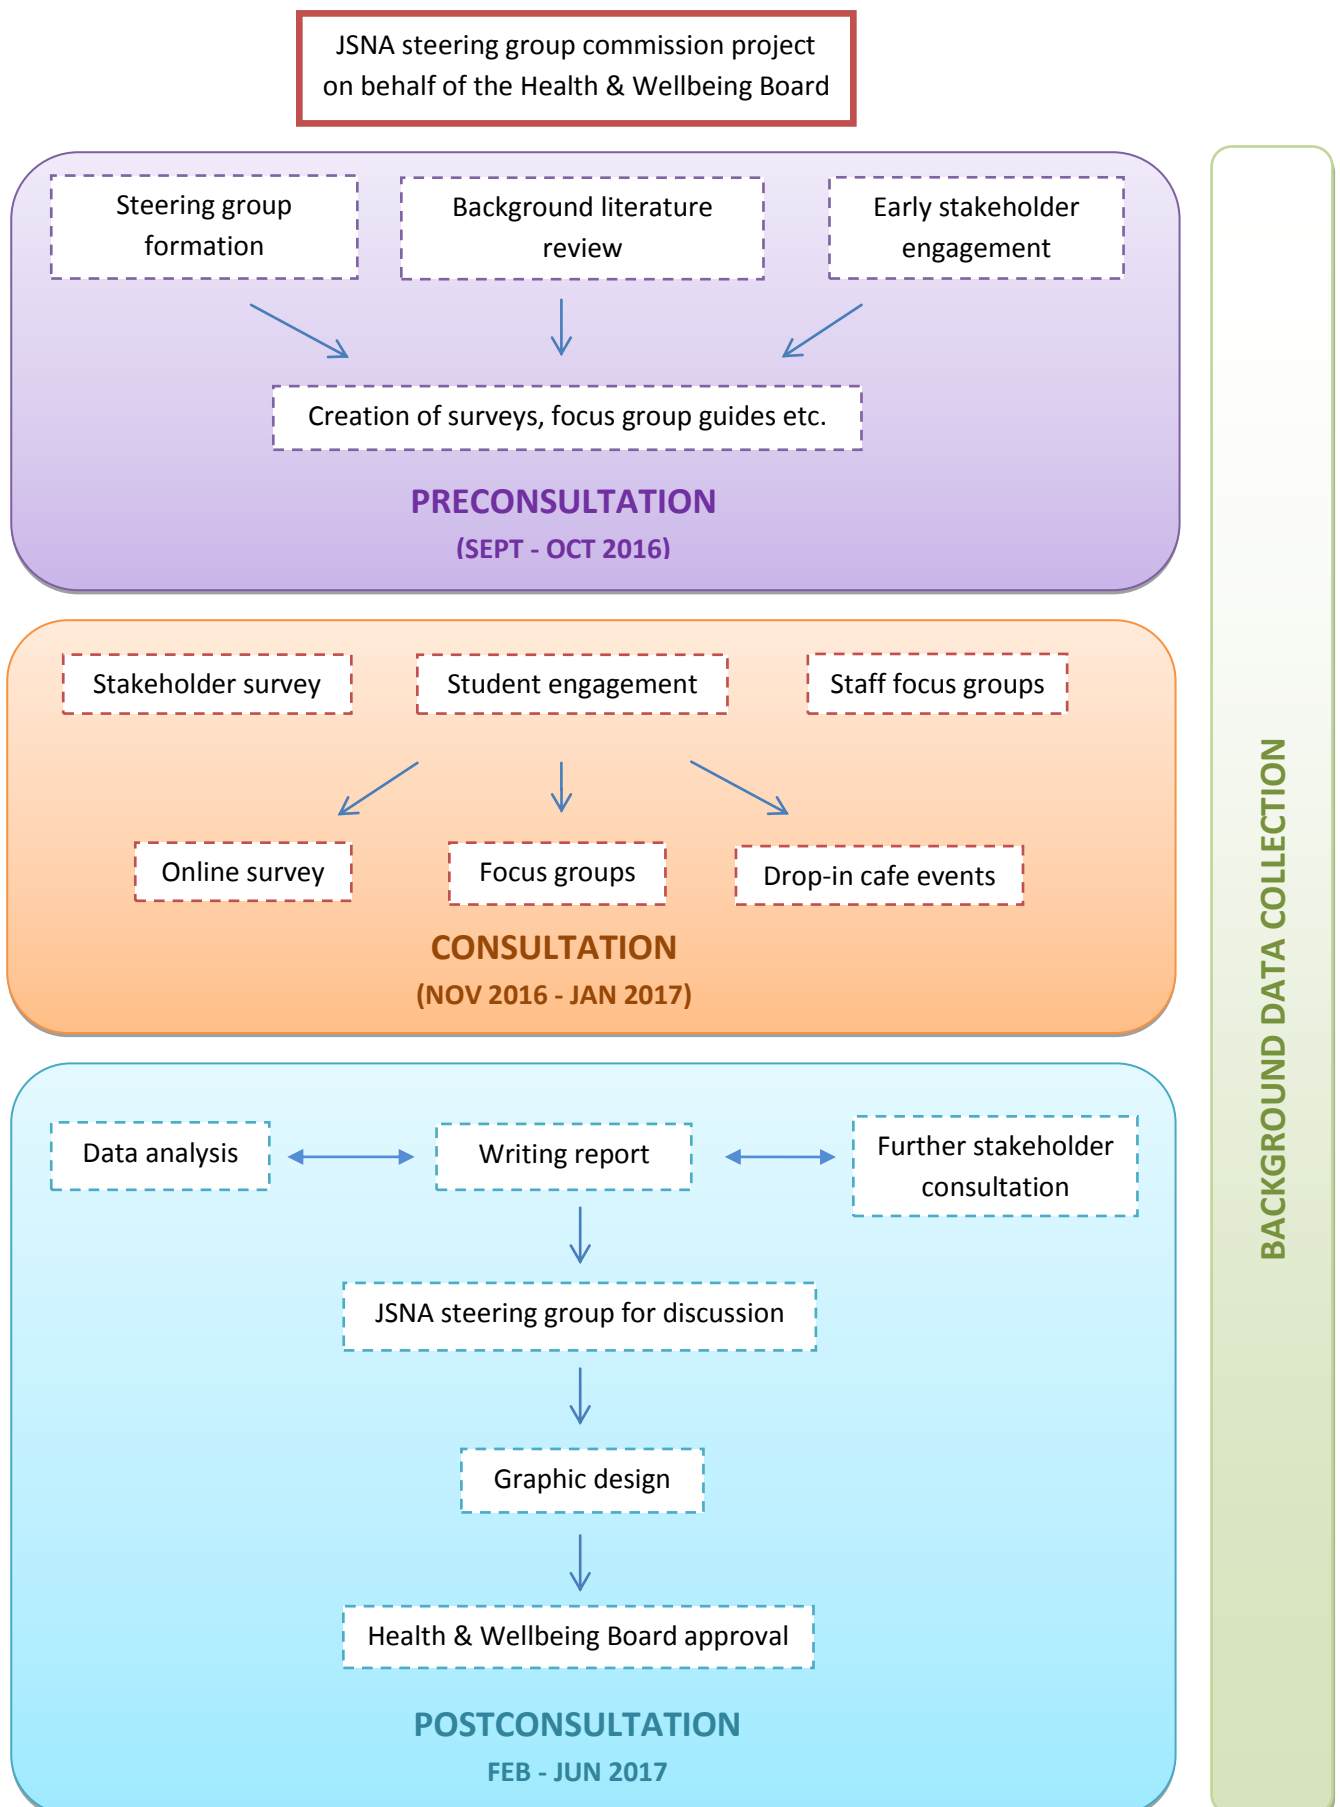 JSNA steering group commission project
on behalf of the Health & Wellbeing Board
Steering group
formation
Background literature
review
Early stakeholder
engagement
Creation of surveys, focus group guides etc.
PRECONSULTATION
(SEPT - OCT 2016)
Stakeholder survey
Student engagement
Staff focus groups
Online survey
Focus groups
Drop-in cafe events
CONSULTATION
(NOV 2016 - JAN 2017)
Data analysis
Writing report
Further stakeholder
consultation
JSNA steering group for discussion
Graphic design
Health & Wellbeing Board approval
POSTCONSULTATION
FEB - JUN 2017
BACKGROUND DATA COLLECTION